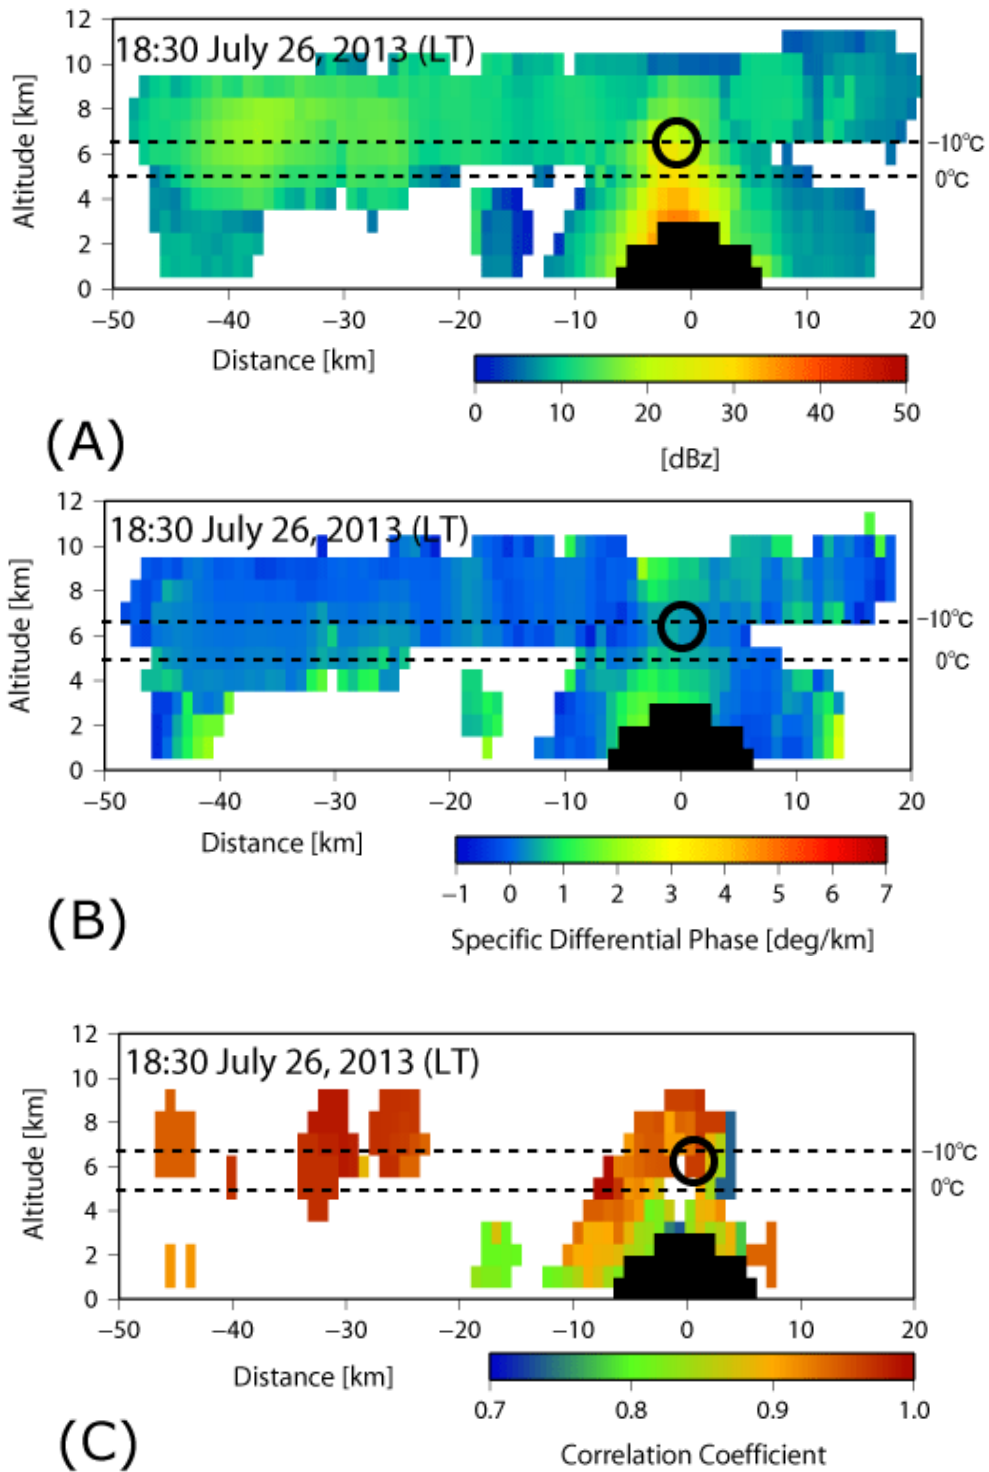 12
18:30 July 26, 2013 (LT)
10
8
6
4
2
0
Altitude [km]
−10°C
0°C
−50 −40 −30 −20 −10 0 10 20
Distance [km]
0 10 20 30 40 50
[dBz]
(A)
12
18:30 July 26, 2013 (LT)
10
8
6
4
2
0
Altitude [km]
−10°C
0°C
−50 −40 −30 −20 −10 0 10 20
Distance [km]
−1 0 1 2 3 4 5 6 7
Specific Differential Phase [deg/km]
(B)
12
18:30 July 26, 2013 (LT)
10
8
6
4
2
0
Altitude [km]
−10°C
0°C
−50 −40 −30 −20 −10 0 10 20
Distance [km]
0.7 0.8 0.9 1.0
Correlation Coefficient
(C)